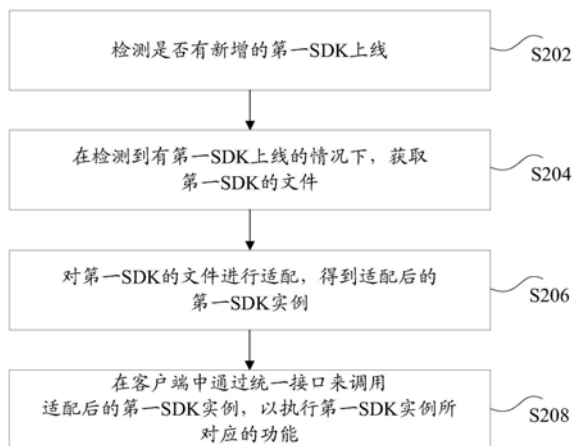 检测是否有新增的第一SDK上线
S202
在检测到有第一SDK上线的情况下，获取
第一SDK的文件
S204
对第一SDK的文件进行适配，得到适配后的
第一SDK实例
S206
在客户端中通过统一接口来调用
适配后的第一SDK实例，以执行第一SDK实例所
对应的功能
S208